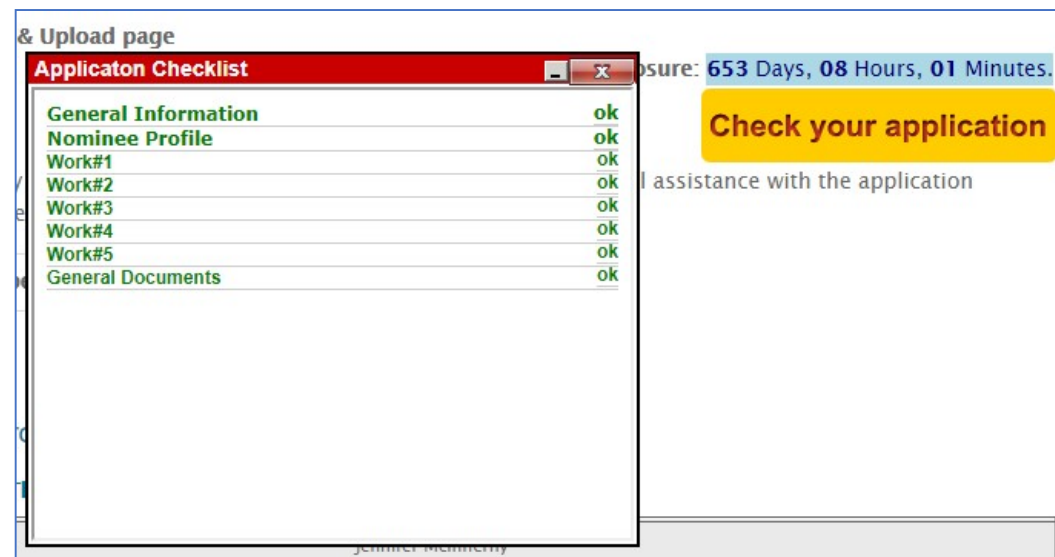 & Upload page
Applicaton Checklist
osure: 653 Days, 08 Hours, 01 Minutes.
General Information ok
Check your application
Nominee Profile ok
Work#1 ok
Work#2 ok
l assistance with the application
Work#3 ok
Work#4 ok
Work#5 ok
General Documents ok
Jennifer